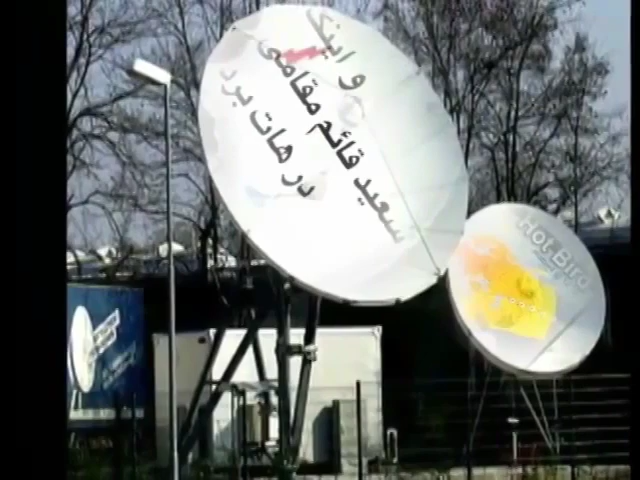 و اینک
سعید قائم مقامی
در هات برد
Hot Bird